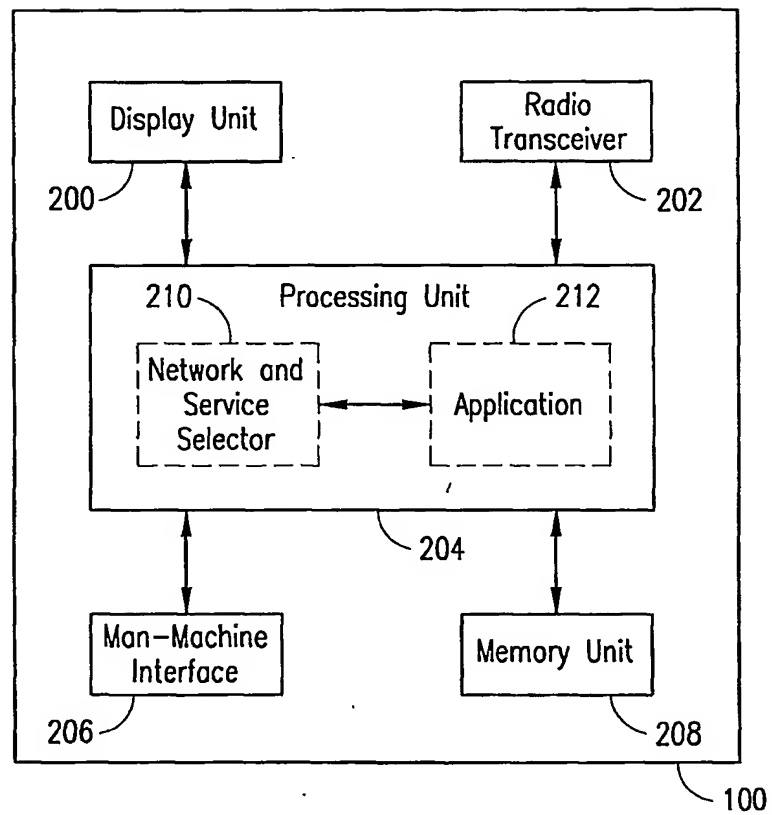 Display Unit
Radio
Transceiver
200
202
210
Processing Unit
212
Network and
Service
Selector
Application
204
Man-Machine
Interface
Memory Unit
206
208
100